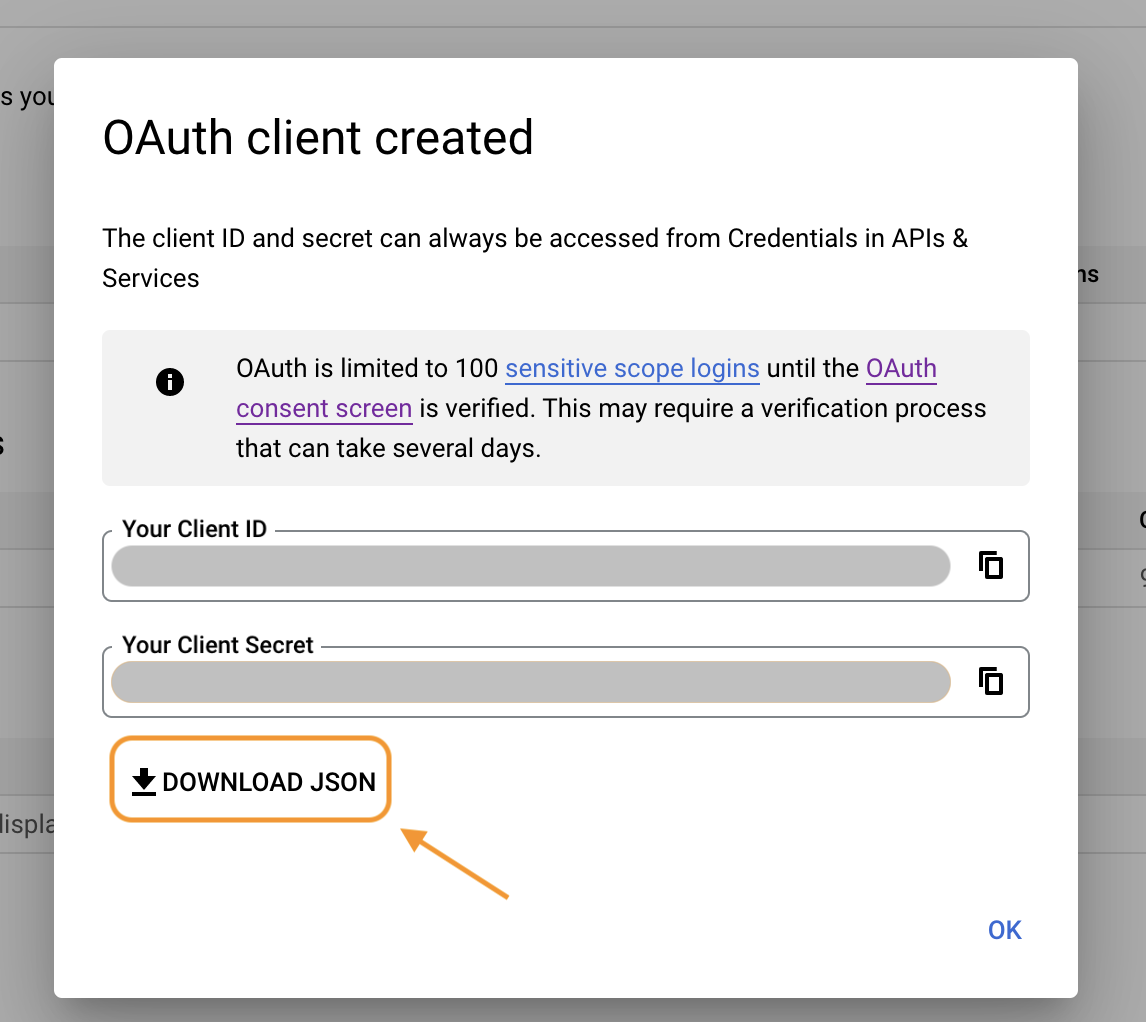 s you
OAuth client created
The client ID and secret can always be accessed from Credentials in APIs &
Services
ns
OAuth is limited to 100 sensitive scope logins until the OAuth
consent screen is verified. This may require a verification process
that can take several days.
Your Client ID
Your Client Secret
DOWNLOAD JSON
displa
OK